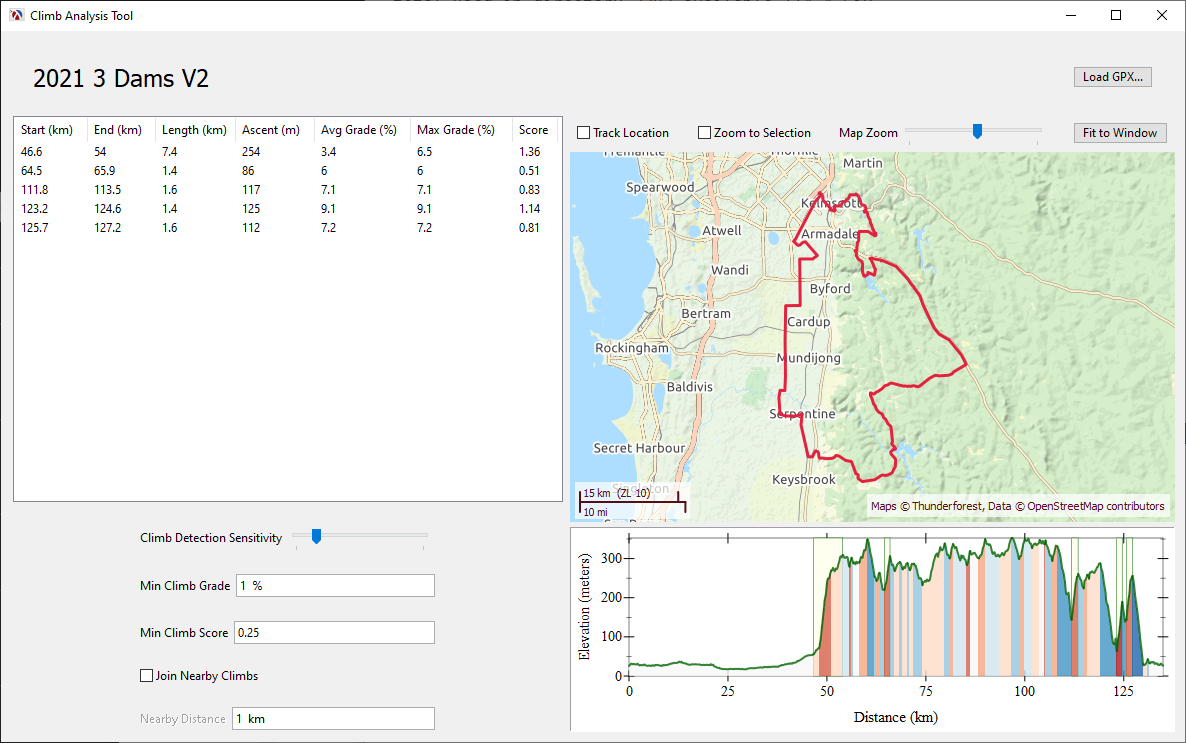 Climb Analysis Tool
2021 3 Dams V2
Load GPX...
Start (km) End (km) Length (km) Ascent (m) Avg Grade (%) Max Grade (%) Score
46.6 54 7.4 254 3.4 6.5 1.36
64.5 65.9 1.4 86 6 6 0.51
111.8 113.5 1.6 117 7.1 7.1 0.83
123.2 124.6 1.4 125 9.1 9.1 1.14
125.7 127.2 1.6 112 7.2 7.2 0.81
Track Location Zoom to Selection Map Zoom Fit to Window
Martin
Spearwood
Kelmscott
Atwell
Armadale
Wandi
Byford
Bertram
Cardup
Rockingham
Mundijong
Baldivis
Serpentine
Secret Harbour
Keysbrook
Singleton
15 km (ZL 10)
10 mi
Maps © Thunderforest, Data © OpenStreetMap contributors
Climb Detection Sensitivity
Min Climb Grade 1 %
Min Climb Score 0.25
Join Nearby Climbs
Nearby Distance 1 km
Elevation (meters)
300
200
100
0
0 25 50 75 100 125
Distance (km)